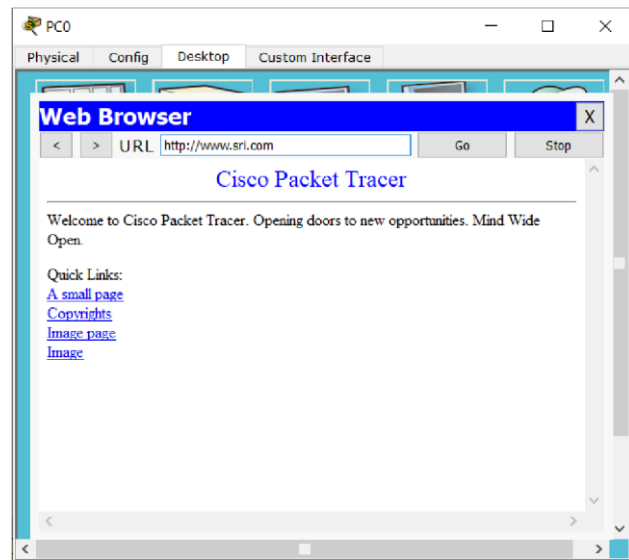 PC0
Physical Config Desktop Custom Interface
Web Browser X
< > URL http://www.sri.com Go Stop
Cisco Packet Tracer
Welcome to Cisco Packet Tracer. Opening doors to new opportunities. Mind Wide
Open.
Quick Links:
A small page
Copyrights
Image page
Image